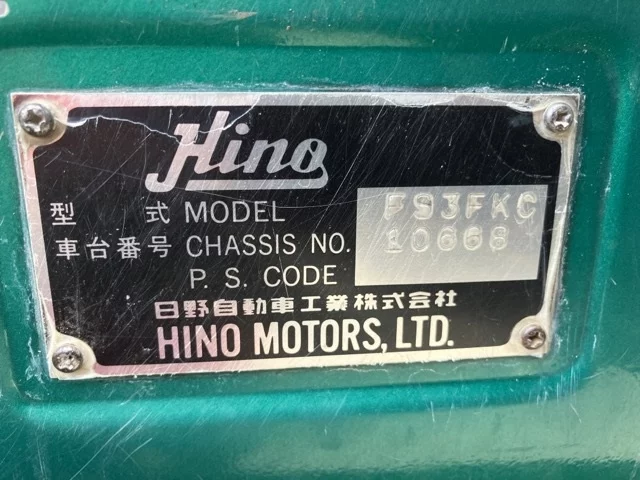 Hino
型 式 MODEL FS3FKC
車台番号 CHASSIS NO. 10668
P. S. CODE
日野自動車工業株式会社
HINO MOTORS, LTD.